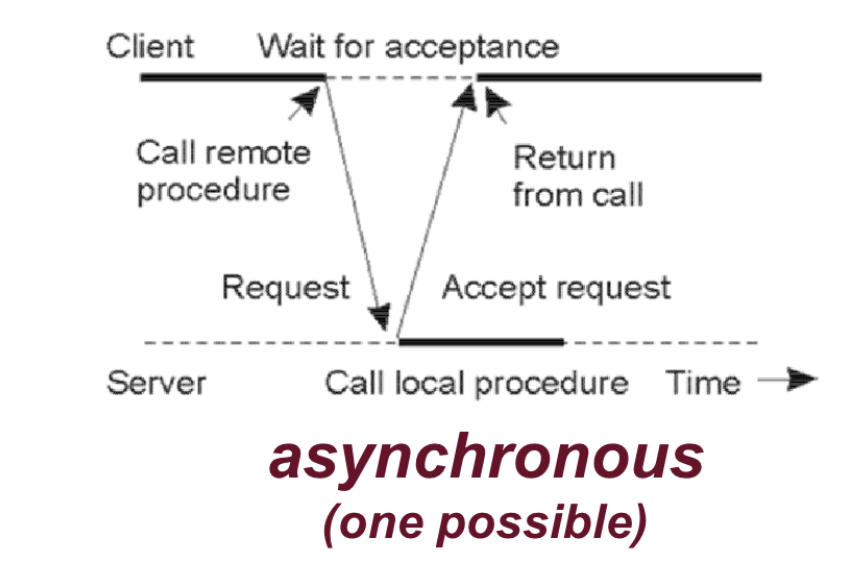 Client Wait for acceptance
Call remote
procedure
Return
from call
Request Accept request
Server Call local procedure Time
asynchronous
(one possible)